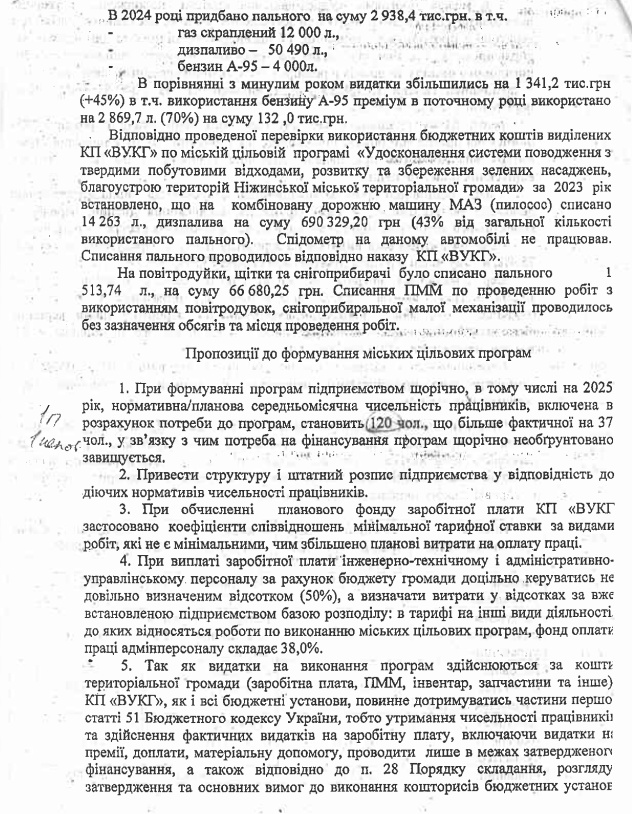 В 2024 році придбано пального на суму 2 938,4 тис.грн. в т.ч.
- газ скраплений 12 000 л.,
- дизпаливо – 50 490 л.,
- бензин А-95 – 4 000л.
В порівнянні з минулим роком видатки збільшились на 1 341,2 тис.грн
(+45%) в т.ч. використання бензину А-95 преміум в поточному році використано
на 2 869,7 л. (70%) на суму 132 ,0 тис.грн.
Відповідно проведеної перевірки використання бюджетних коштів виділених
КП «ВУКГ» по міській цільовій програмі «Удосконалення системи поводження з
твердими побутовими відходами, розвитку та збереження зелених насаджень,
благоустрою територій Ніжинської міської територіальної громади» за 2023 рік
встановлено, що на комбіновану дорожню машину МАЗ (пилосос) списано
14 263 л., дизпалива на суму 690 329,20 грн (43% від загальної кількості
використаного пального). Спідометр на даному автомобілі не працював.
Списання пального проводилось відповідно наказу КП «ВУКГ».
На повітродуйки, щітки та снігоприбирачі було списано пального 1
513,74 л., на суму 66 680,25 грн. Списання ПММ по проведенню робіт з
використанням повітродувок, снігоприбиральної малої механізації проводилось
без зазначення обсягів та місця проведення робіт.
Пропозиції до формування міських цільових програм
1. При формуванні програм підприємством щорічно, в тому числі на 2025
рік, нормативна/планова середньомісячна чисельність працівників, включена в
розрахунок потреби до програм, становить 120 чол., що більше фактичної на 37
чол., у зв’язку з чим потреба на фінансування програм щорічно необґрунтовано
завищується.
2. Привести структуру і штатний розпис підприємства у відповідність до
діючих нормативів чисельності працівників.
3. При обчисленні планового фонду заробітної плати КП «ВУКГ
застосовано коефіцієнти співвідношень мінімальної тарифної ставки за видами
робіт, які не є мінімальними, чим збільшено планові витрати на оплату праці.
4. При виплаті заробітної плати інженерно-технічному і адміністративно-
управлінському персоналу за рахунок бюджету громади доцільно керуватись не
довільно визначеним відсотком (50%), а визначати витрати у відсотках за вже
встановленою підприємством базою розподілу: в тарифі на інші види діяльності
до яких відносяться роботи по виконанню міських цільових програм, фонд оплати
праці адмінперсоналу складає 38,0%.
5. Так як видатки на виконання програм здійснюються за кошти
територіальної громади (заробітна плата, ПММ, інвентар, запчастини та інше)
КП «ВУКГ», як і всі бюджетні установи, повинне дотримуватись частини першо
статті 51 Бюджетного кодексу України, тобто утримання чисельності працівникі
та здійснення фактичних видатків на заробітну плату, включаючи видатки на
премії, доплати, матеріальну допомогу, проводити лише в межах затвердженого
фінансування, а також відповідно до п. 28 Порядку складання, розгляду
затвердження та основних вимог до виконання кошторисів бюджетних установ